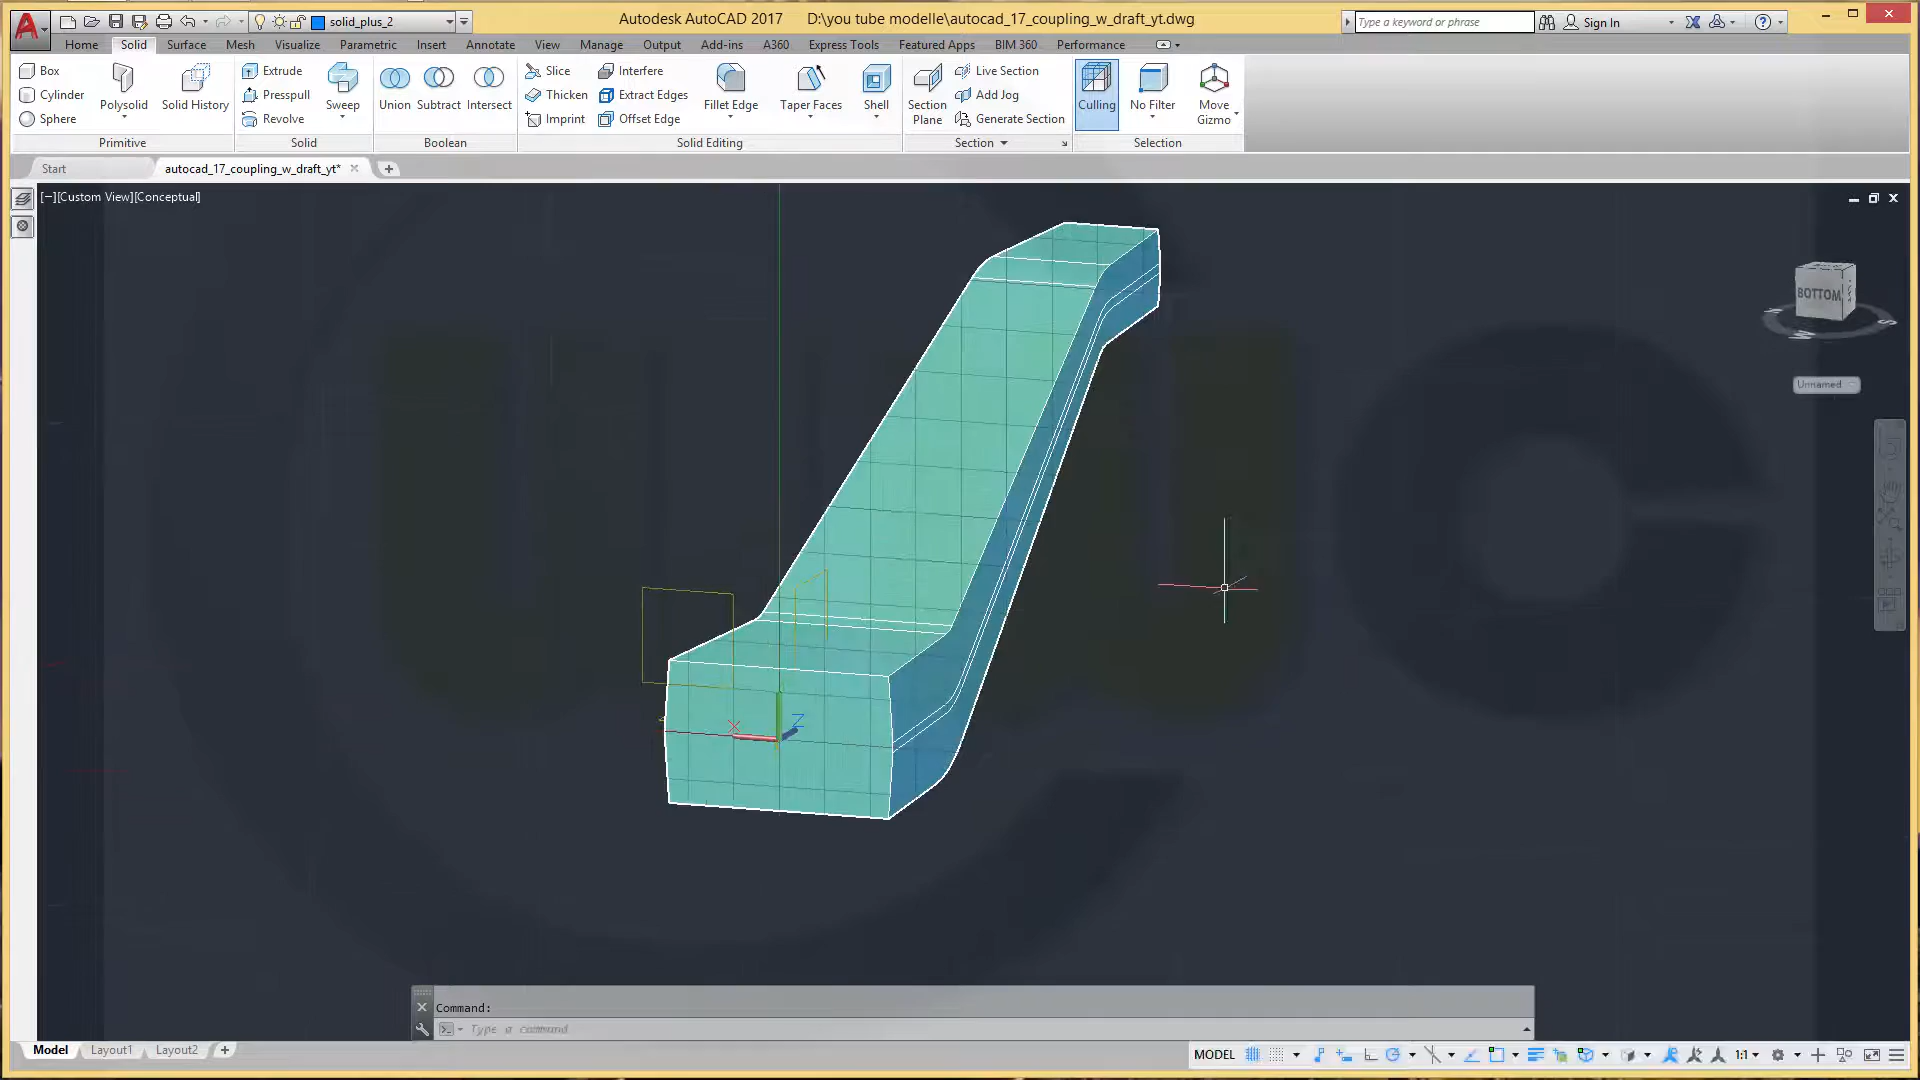 solid_plus_2
Autodesk AutoCAD 2017 D:\you tube modelle\autocad_17_coupling_w_draft_yt.dwg
Type a keyword or phrase
Sign In
Home Solid Surface Mesh Visualize Parametric Insert Annotate View Manage Output Add-ins A360 Express Tools Featured Apps BIM 360 Performance
Box
Cylinder
Sphere
Polysolid
Solid History
Primitive
Extrude
Presspull
Revolve
Sweep
Solid
Union
Subtract
Intersect
Boolean
Slice
Thicken
Imprint
Interfere
Extract Edges
Offset Edge
Fillet Edge
Taper Faces
Shell
Solid Editing
Section Plane
Live Section
Add Jog
Generate Section
Section
Culling
No Filter
Move Gizmo
Selection
Start
autocad_17_coupling_w_draft_yt*
[−][Custom View][Conceptual]
BOTTOM
W
S
Unnamed
X
Z
Command:
Type a command
Model Layout1 Layout2
MODEL
1:1